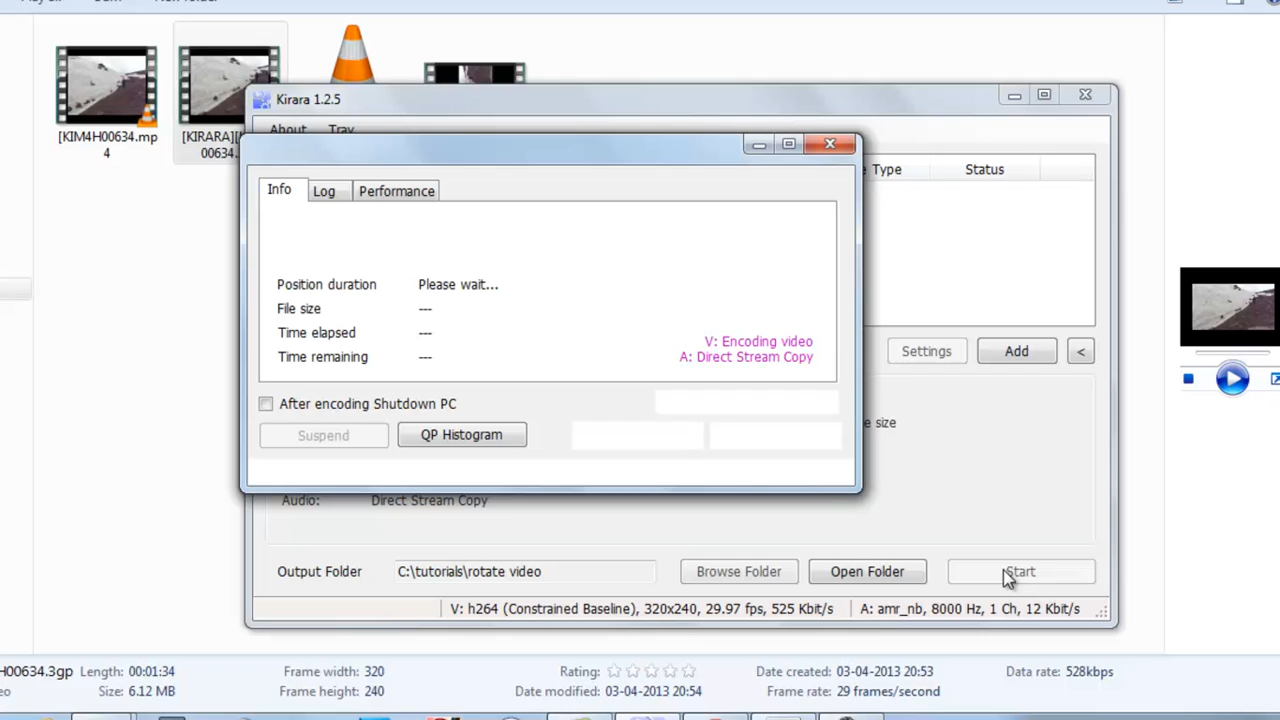 [KIM4H00634.mp
4
[KIRARA][
00634.
Kirara 1.2.5
About Tray
Type Status
Info Log Performance
Position duration Please wait...
File size ---
Time elapsed ---
Time remaining ---
V: Encoding video
A: Direct Stream Copy
Settings Add <
After encoding Shutdown PC
e size
Suspend QP Histogram
Audio: Direct Stream Copy
Output Folder C:\tutorials\rotate video Browse Folder Open Folder Start
V: h264 (Constrained Baseline), 320x240, 29.97 fps, 525 Kbit/s A: amr_nb, 8000 Hz, 1 Ch, 12 Kbit/s
H00634.3gp Length: 00:01:34 Frame width: 320 Rating: Date created: 03-04-2013 20:53 Data rate: 528kbps
eo Size: 6.12 MB Frame height: 240 Date modified: 03-04-2013 20:54 Frame rate: 29 frames/second